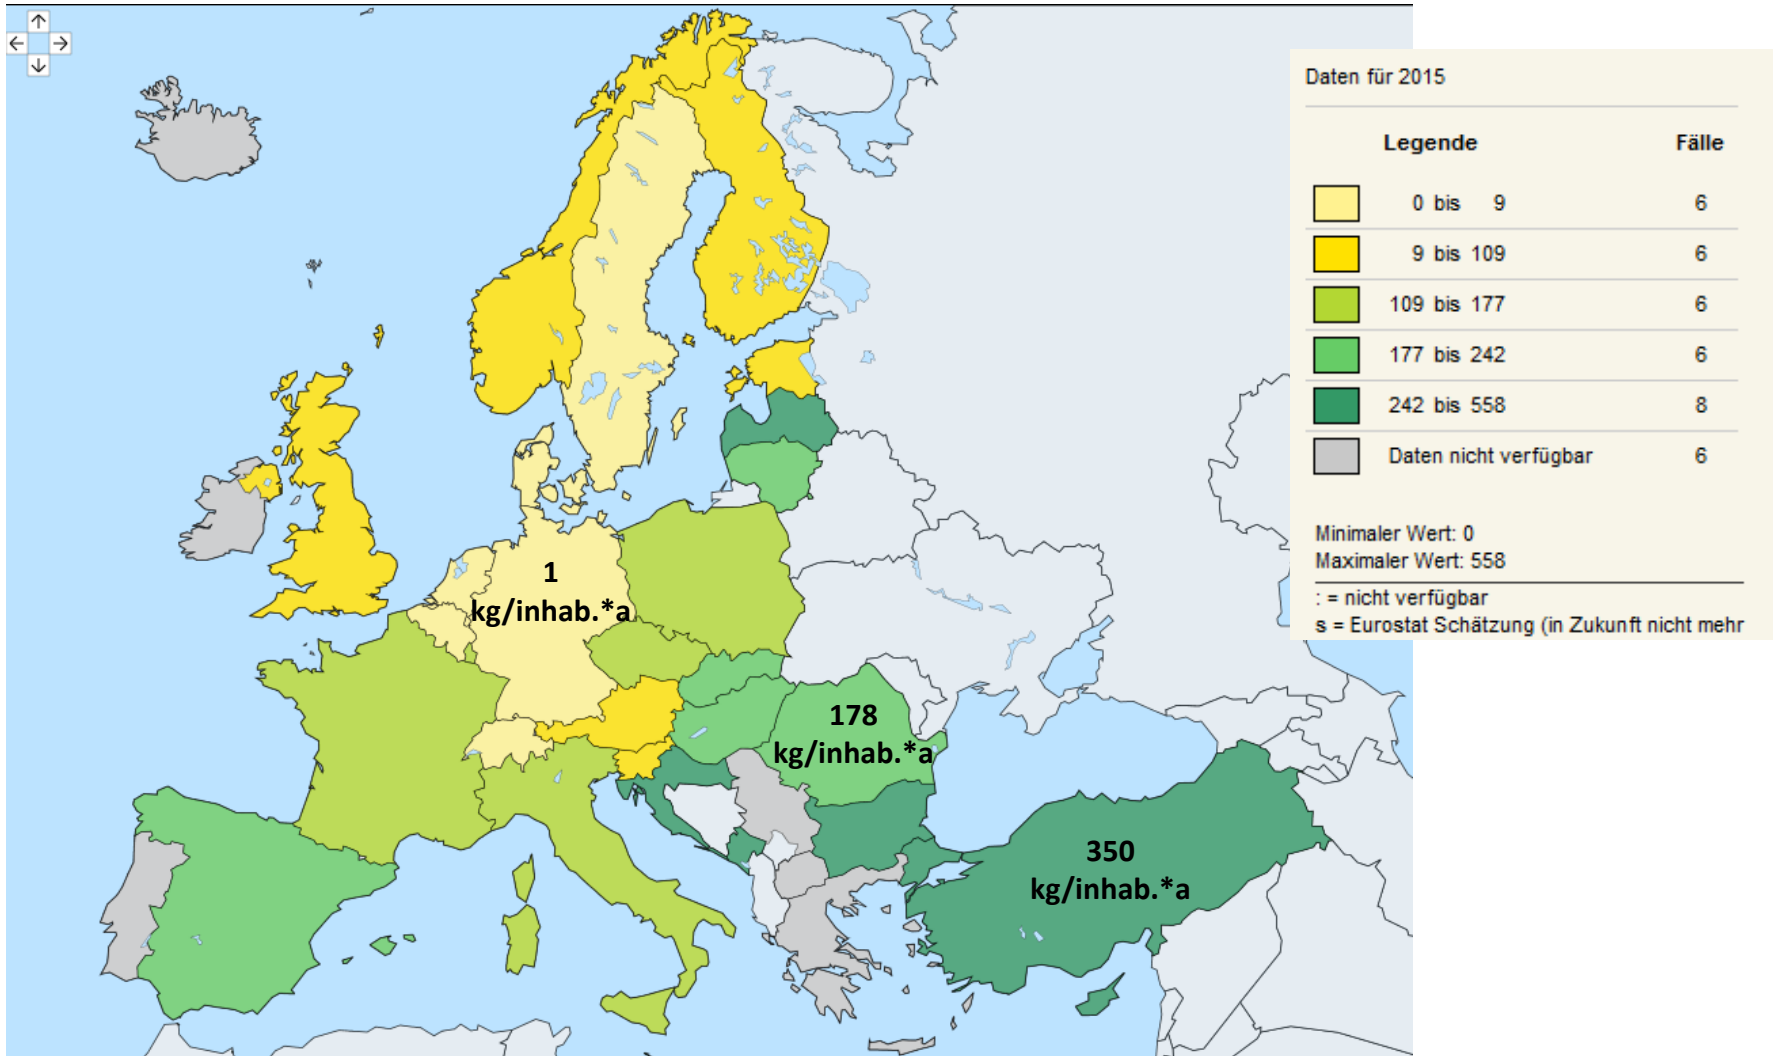 Daten für 2015
Legende Fälle
0 bis 9 6
9 bis 109 6
109 bis 177 6
177 bis 242 6
242 bis 558 8
Daten nicht verfügbar 6
Minimaler Wert: 0
Maximaler Wert: 558
: = nicht verfügbar
s = Eurostat Schätzung (in Zukunft nicht mehr
1
kg/inhab.*a
178
kg/inhab.*a
350
kg/inhab.*a